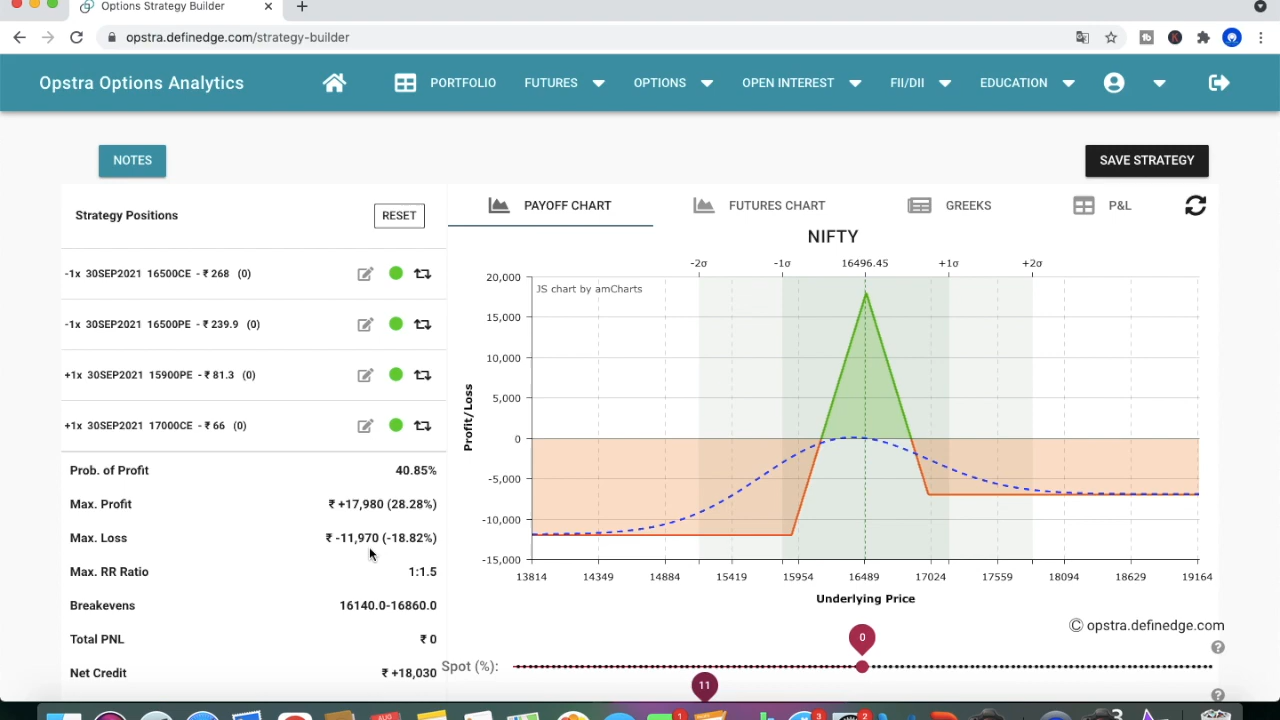 Options Strategy Builder
opstra.definedge.com/strategy-builder
Opstra Options Analytics PORTFOLIO FUTURES OPTIONS OPEN INTEREST FII/DII EDUCATION
NOTES
SAVE STRATEGY
Strategy Positions RESET
-1x 30SEP2021 16500CE - ₹ 268 (0)
-1x 30SEP2021 16500PE - ₹ 239.9 (0)
+1x 30SEP2021 15900PE - ₹ 81.3 (0)
+1x 30SEP2021 17000CE - ₹ 66 (0)
Prob. of Profit 40.85%
Max. Profit ₹ +17,980 (28.28%)
Max. Loss ₹ -11,970 (-18.82%)
Max. RR Ratio 1:1.5
Breakevens 16140.0-16860.0
Total PNL ₹ 0
Net Credit ₹ +18,030
PAYOFF CHART FUTURES CHART GREEKS P&L
NIFTY
-2σ -1σ 16496.45 +1σ +2σ
JS chart by amCharts
20,000
15,000
10,000
5,000
0
-5,000
-10,000
-15,000
Profit/Loss
13814 14349 14884 15419 15954 16489 17024 17559 18094 18629 19164
Underlying Price
© opstra.definedge.com
0
Spot (%):
11
AUG
1
3
2
3